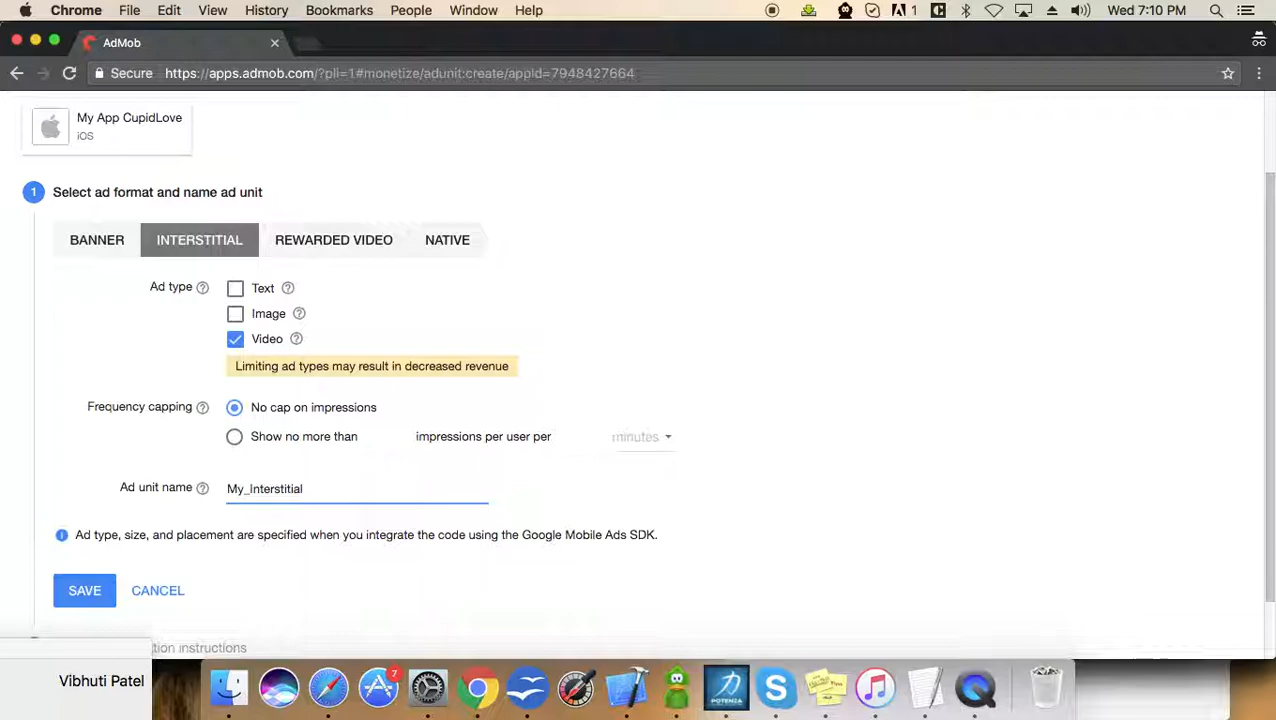 Chrome File Edit View History Bookmarks People Window Help 1 Wed 7:10 PM
AdMob
Secure https://apps.admob.com/?pli=1#monetize/adunit:create/appId=7948427664
My App CupidLove
iOS
1 Select ad format and name ad unit
BANNER INTERSTITIAL REWARDED VIDEO NATIVE
Ad type ? Text ?
Image ?
Video ?
Limiting ad types may result in decreased revenue
Frequency capping ? No cap on impressions
Show no more than impressions per user per minutes
Ad unit name ? My_Interstitial
i Ad type, size, and placement are specified when you integrate the code using the Google Mobile Ads SDK.
SAVE CANCEL
instructions
Vibhuti Patel
7
POTENZA